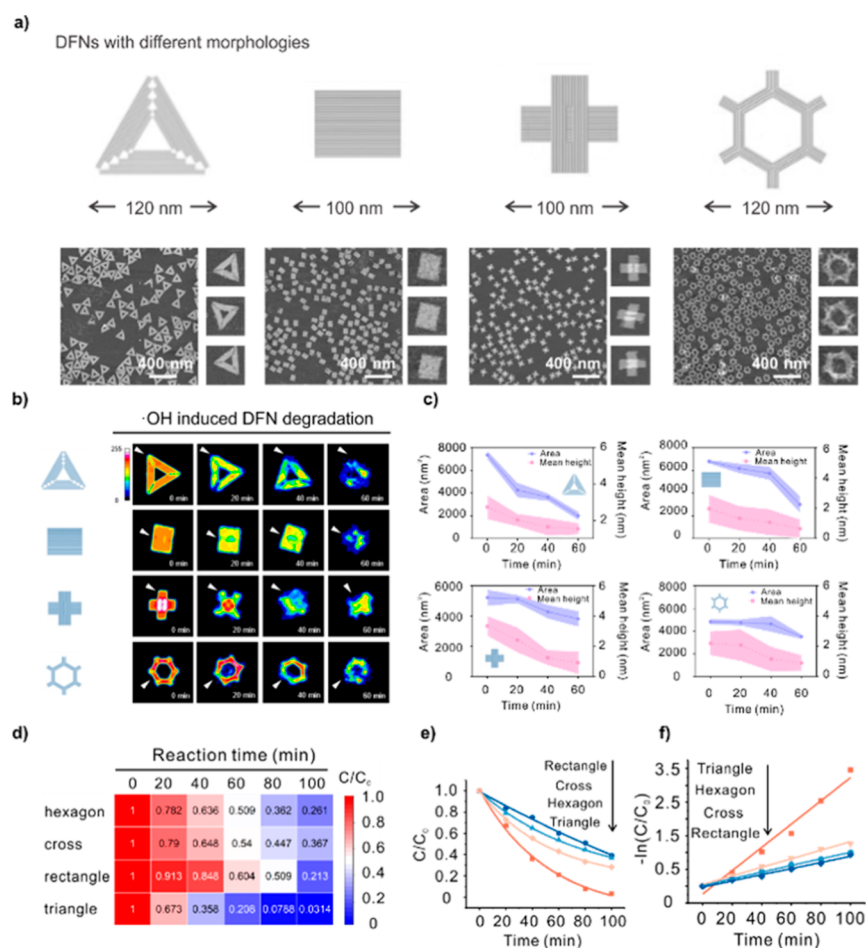 a)
DFNs with different morphologies
120 nm
100 nm
100 nm
120 nm
400 nm
400 nm
400 nm
400 nm
b)
·OH induced DFN degradation
255
0
0 min
20 min
40 min
60 min
0 min
20 min
40 min
60 min
0 min
20 min
40 min
60 min
0 min
20 min
40 min
60 min
c)
Area (nm²)
8000
6000
4000
2000
0
Area
Mean height
6
4
2
Mean height (nm)
0 20 40 60
Time (min)
Area (nm²)
8000
6000
4000
2000
0
Area
Mean height
6
4
2
0
Mean height (nm)
0 20 40 60
Time (min)
Area (nm²)
6000
4000
2000
0
Area
Mean height
6
4
2
0
Mean height (nm)
0 20 40 60
Time (min)
Area (nm²)
8000
6000
4000
2000
0
Area
Mean height
6
4
2
0
Mean height (nm)
0 20 40 60
Time (min)
d)
Reaction time (min)
0 20 40 60 80 100
hexagon 1 0.782 0.636 0.509 0.362 0.261
cross 1 0.79 0.648 0.54 0.447 0.367
rectangle 1 0.913 0.848 0.604 0.509 0.213
triangle 1 0.673 0.358 0.206 0.0788 0.0314
C/C₀
1.0
0.8
0.6
0.4
0.2
0
e)
C/C₀
1.0
0.8
0.6
0.4
0.2
0
Rectangle
Cross
Hexagon
Triangle
0 20 40 60 80 100
Time (min)
f)
-ln(C/C₀)
3.5
2.5
1.5
0.5
Triangle
Hexagon
Cross
Rectangle
0 20 40 60 80 100
Time (min)